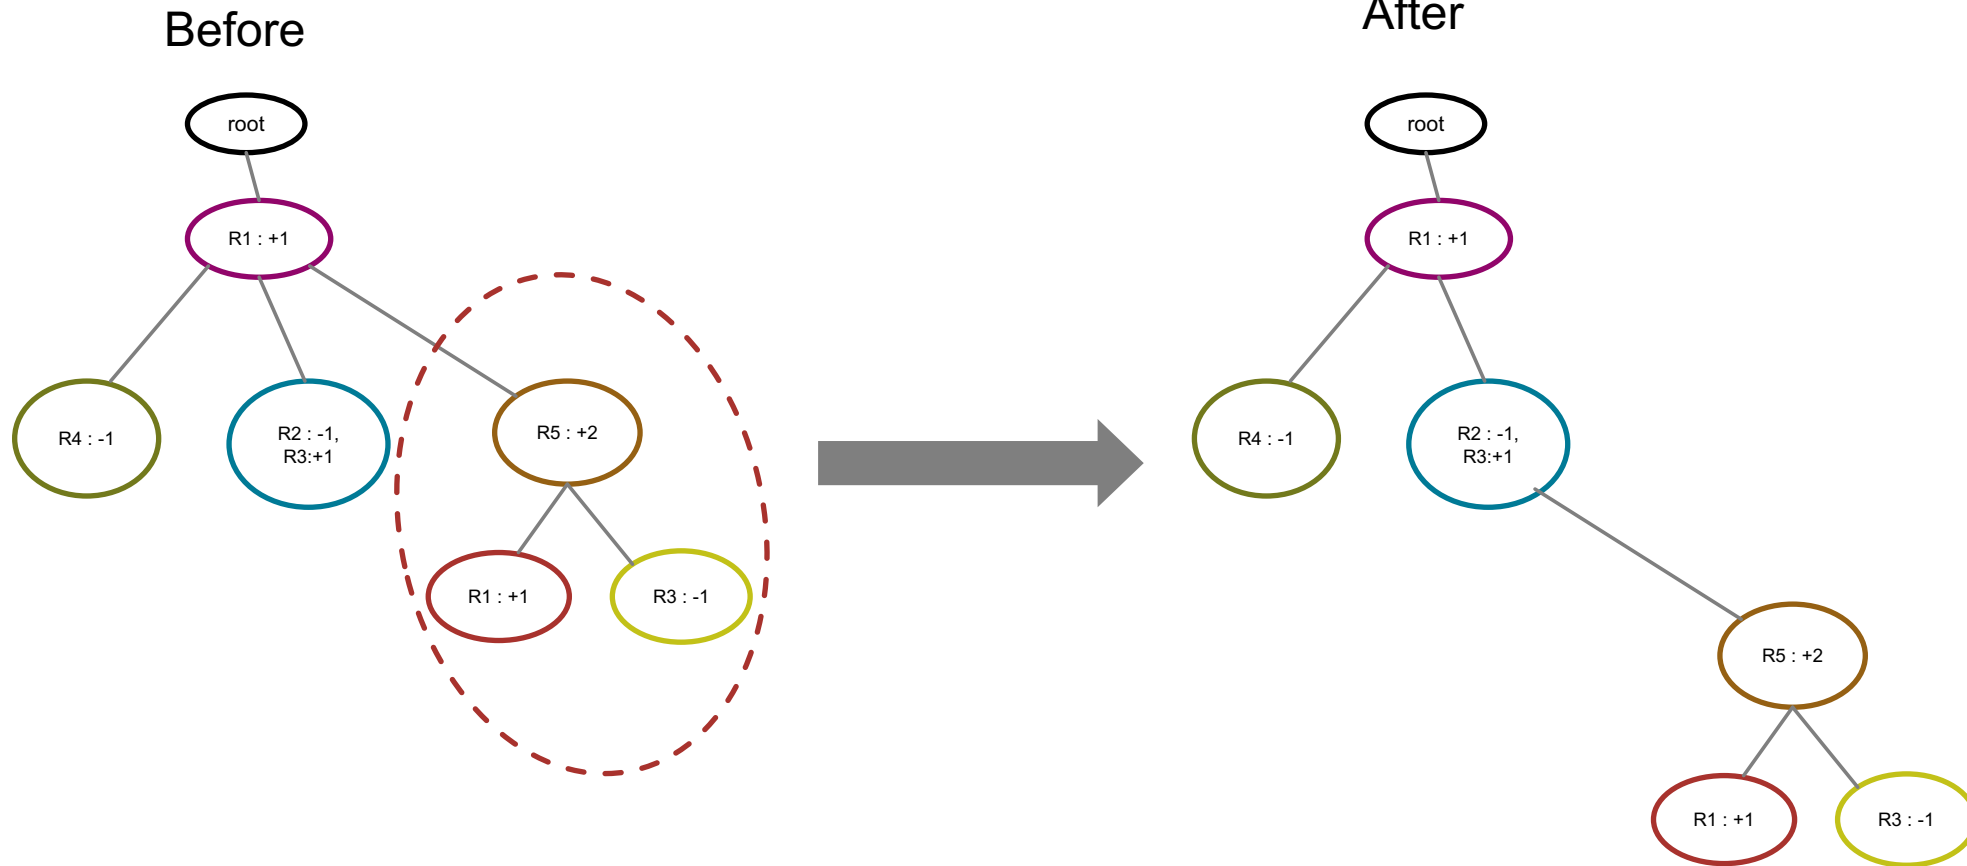 Before
After
root
R1 : +1
R4 : -1
R2 : -1,
R3:+1
R5 : +2
R1 : +1
R3 : -1
root
R1 : +1
R4 : -1
R2 : -1,
R3:+1
R5 : +2
R1 : +1
R3 : -1